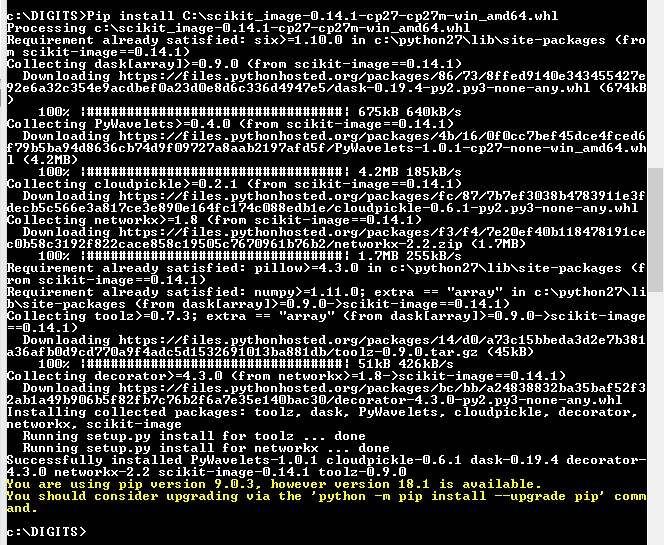 c:\DIGITS>Pip install C:\scikit_image-0.14.1-cp27-cp27m-win_amd64.whl
Processing c:\scikit_image-0.14.1-cp27-cp27m-win_amd64.whl
Requirement already satisfied: six>=1.10.0 in c:\python27\lib\site-packages (fro
m scikit-image==0.14.1)
Collecting dask[array]>=0.9.0 (from scikit-image==0.14.1)
  Downloading https://files.pythonhosted.org/packages/86/73/8ffed9140e343455427e
92e6a32c354e9acdbef0a23d0e8d6c336d4947e5/dask-0.19.4-py2.py3-none-any.whl (674kB
)
    100% |################################| 675kB 640kB/s
Collecting PyWavelets>=0.4.0 (from scikit-image==0.14.1)
  Downloading https://files.pythonhosted.org/packages/4b/16/0f0cc7bef45dce4fced6
f79b5ba94d8636cb74d9f09727a8aab2197afd5f/PyWavelets-1.0.1-cp27-none-win_amd64.wh
l (4.2MB)
    100% |################################| 4.2MB 185kB/s
Collecting cloudpickle>=0.2.1 (from scikit-image==0.14.1)
  Downloading https://files.pythonhosted.org/packages/fc/87/7b7ef3038b4783911e3f
decb5c566e3a817ce3e890e164fc174c088edb1e/cloudpickle-0.6.1-py2.py3-none-any.whl
Collecting networkx>=1.8 (from scikit-image==0.14.1)
  Downloading https://files.pythonhosted.org/packages/f3/f4/7e20ef40b118478191ce
c0b58c3192f822cace858c19505c7670961b76b2/networkx-2.2.zip (1.7MB)
    100% |################################| 1.7MB 255kB/s
Requirement already satisfied: pillow>=4.3.0 in c:\python27\lib\site-packages (f
rom scikit-image==0.14.1)
Requirement already satisfied: numpy>=1.11.0; extra == "array" in c:\python27\li
b\site-packages (from dask[array]>=0.9.0->scikit-image==0.14.1)
Collecting toolz>=0.7.3; extra == "array" (from dask[array]>=0.9.0->scikit-image
==0.14.1)
  Downloading https://files.pythonhosted.org/packages/14/d0/a73c15bbeda3d2e7b381
a36afb0d9cd770a9f4adc5d1532691013ba881db/toolz-0.9.0.tar.gz (45kB)
    100% |################################| 51kB 426kB/s
Collecting decorator>=4.3.0 (from networkx>=1.8->scikit-image==0.14.1)
  Downloading https://files.pythonhosted.org/packages/bc/bb/a24838832ba35baf52f3
2ab1a49b906b5f82fb7c76b2f6a7e35e140bac30/decorator-4.3.0-py2.py3-none-any.whl
Installing collected packages: toolz, dask, PyWavelets, cloudpickle, decorator,
networkx, scikit-image
  Running setup.py install for toolz ... done
  Running setup.py install for networkx ... done
Successfully installed PyWavelets-1.0.1 cloudpickle-0.6.1 dask-0.19.4 decorator-
4.3.0 networkx-2.2 scikit-image-0.14.1 toolz-0.9.0
You are using pip version 9.0.3, however version 18.1 is available.
You should consider upgrading via the 'python -m pip install --upgrade pip' comm
and.
c:\DIGITS>